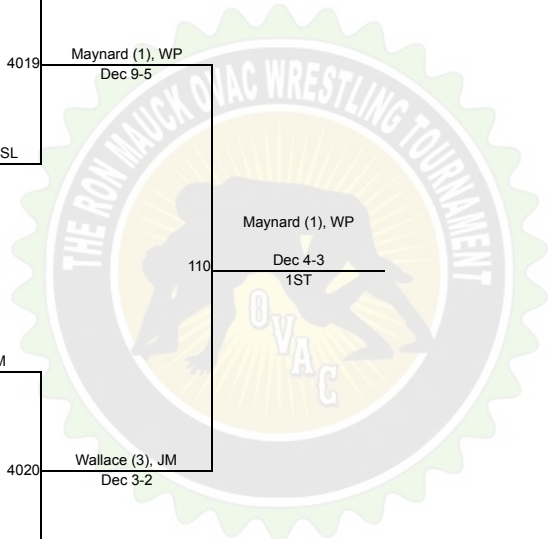 THE RON MAUCK OVAC WRESTLING TOURNAMENT
4019
Maynard (1), WP
Dec 9-5
SL
Maynard (1), WP
110
Dec 4-3
1ST
OVAC
M
4020
Wallace (3), JM
Dec 3-2